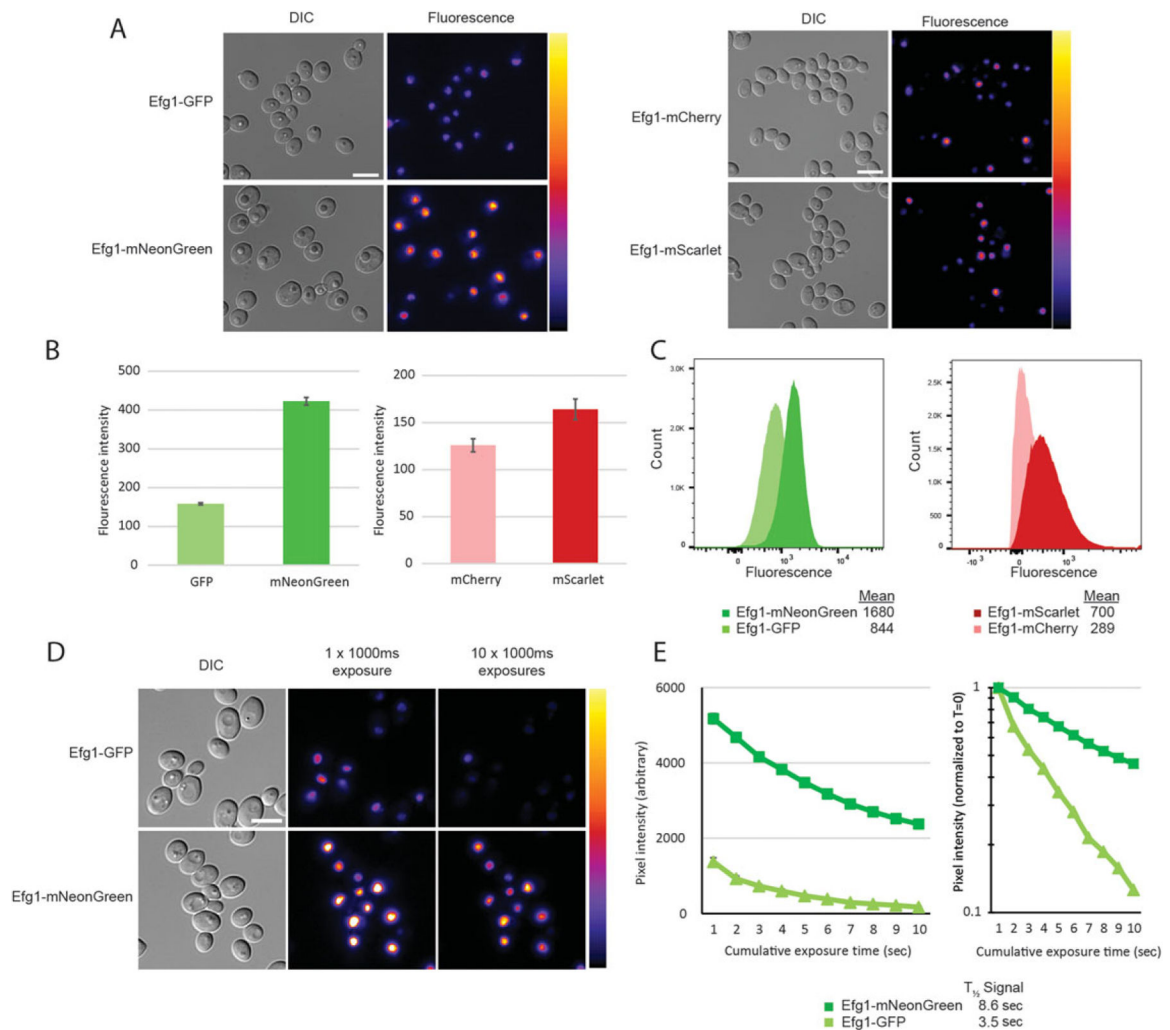 A
DIC
Fluorescence
Efg1-GFP
Efg1-mNeonGreen
DIC
Fluorescence
Efg1-mCherry
Efg1-mScarlet
B
Flourescence intensity
500
400
300
200
100
0
GFP
mNeonGreen
Flourescence intensity
200
150
100
50
0
mCherry
mScarlet
C
Count
3.0K
2.0K
1.0K
0
0
10³
10⁴
Fluorescence
Mean
Efg1-mNeonGreen 1680
Efg1-GFP 844
Count
2.5K
2.0K
1.5K
1.0K
500
0
-10³
0
10³
10⁴
Fluorescence
Mean
Efg1-mScarlet 700
Efg1-mCherry 289
D
DIC
1 x 1000ms
exposure
10 x 1000ms
exposures
Efg1-GFP
Efg1-mNeonGreen
E
Pixel intensity (arbitrary)
6000
4000
2000
0
1 2 3 4 5 6 7 8 9 10
Cumulative exposure time (sec)
Pixel intensity (normalized to T=0)
1
0.1
1 2 3 4 5 6 7 8 9 10
Cumulative exposure time (sec)
T½ Signal
Efg1-mNeonGreen 8.6 sec
Efg1-GFP 3.5 sec